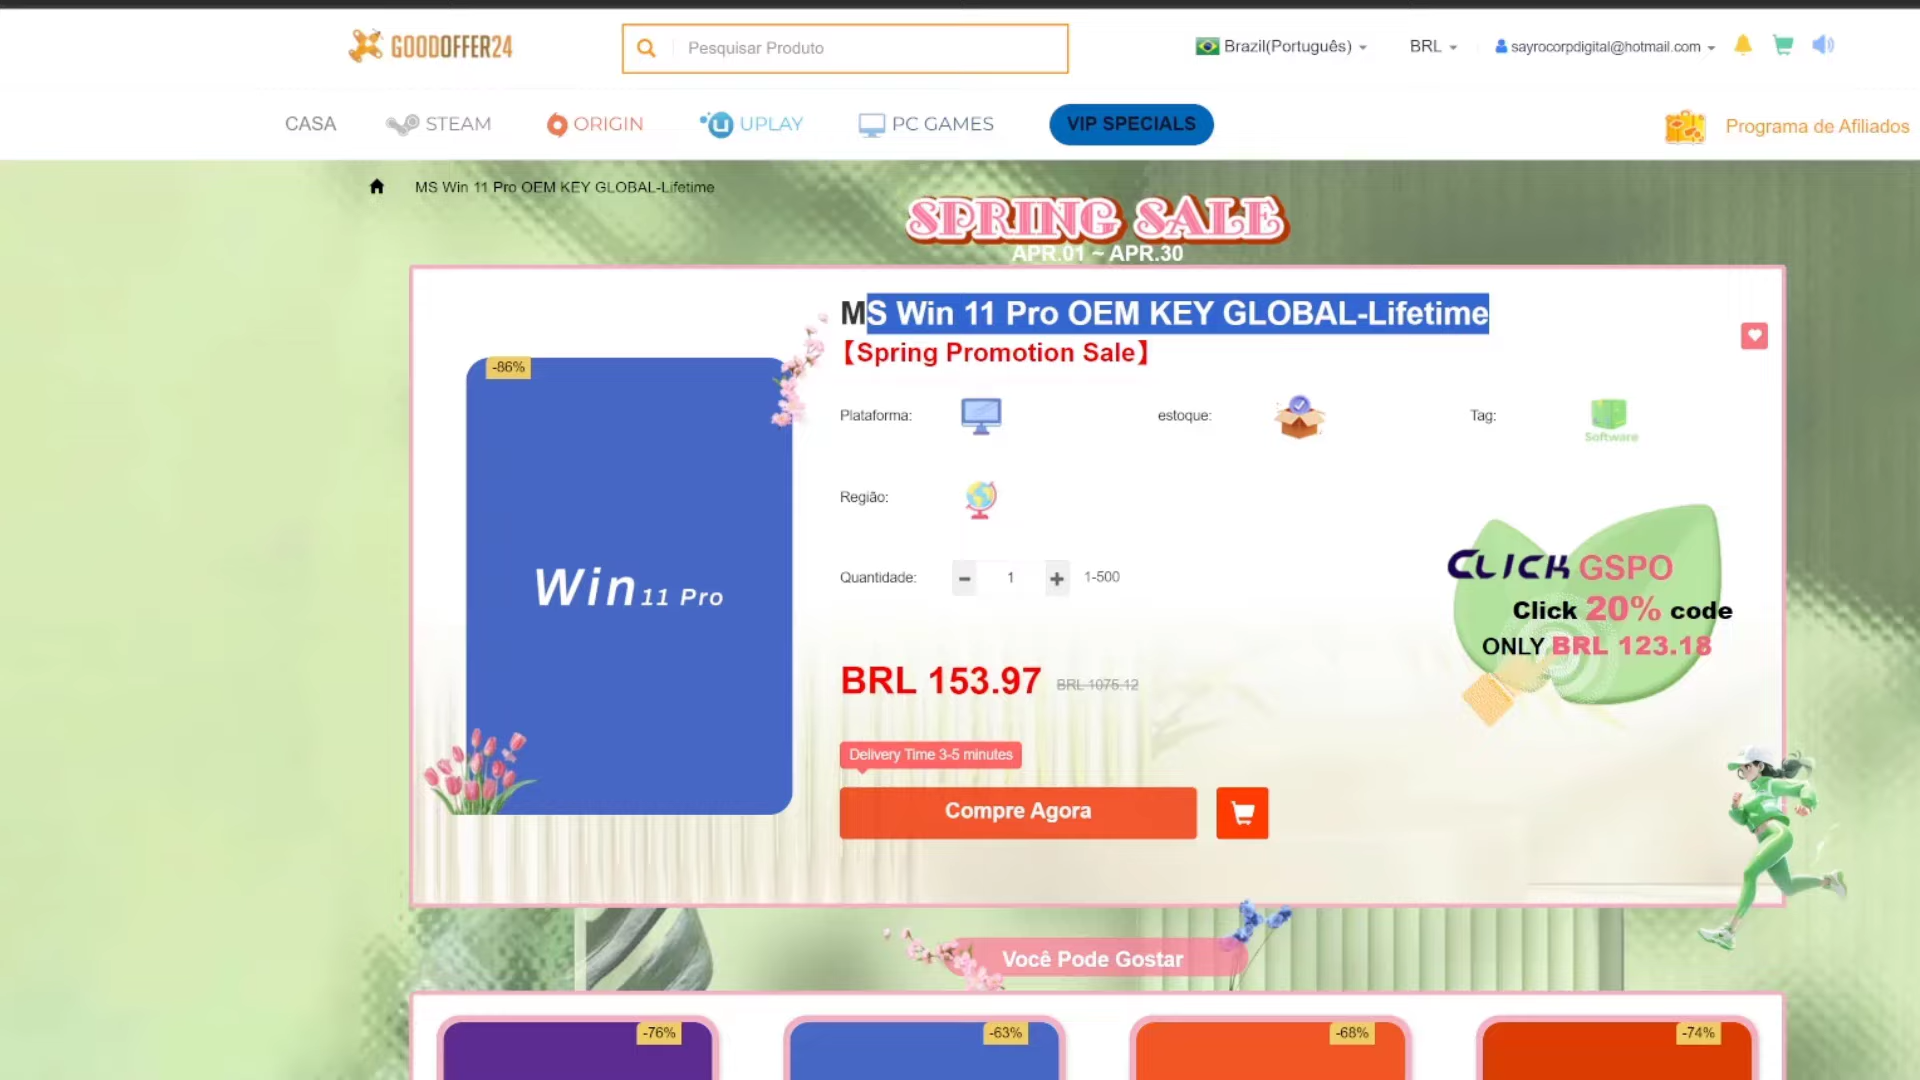 GOODOFFER24
Pesquisar Produto
Brazil(Português)
BRL
sayrocorpdigital@hotmail.com
CASA
STEAM
ORIGIN
UPLAY
PC GAMES
VIP SPECIALS
Programa de Afiliados
MS Win 11 Pro OEM KEY GLOBAL-Lifetime
SPRING SALE
APR.01 ~ APR.30
MS Win 11 Pro OEM KEY GLOBAL-Lifetime
【Spring Promotion Sale】
-86%
Win 11 Pro
Plataforma:
estoque:
Tag:
Software
Região:
Quantidade:
- 1 + 1-500
CLICK GSPO
Click 20% code
ONLY BRL 123.18
BRL 153.97 BRL 1075.12
Delivery Time 3-5 minutes
Compre Agora
Você Pode Gostar
-76%
-63%
-68%
-74%